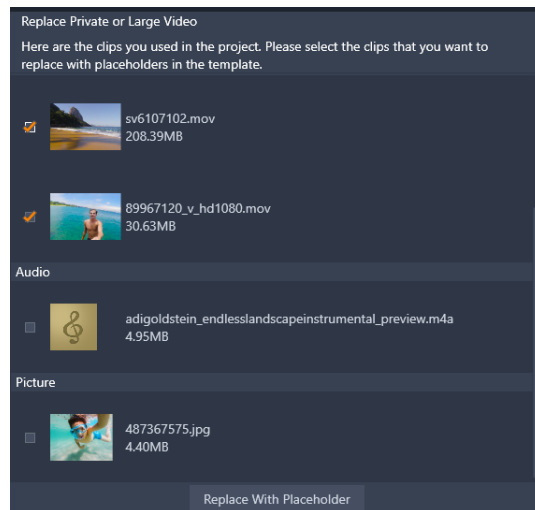 Replace Private or Large Video
Here are the clips you used in the project. Please select the clips that you want to
replace with placeholders in the template.
sv6107102.mov
208.39MB
89967120_v_hd1080.mov
30.63MB
Audio
adigoldstein_endlesslandscapeinstrumental_preview.m4a
4.95MB
Picture
487367575.jpg
4.40MB
Replace With Placeholder